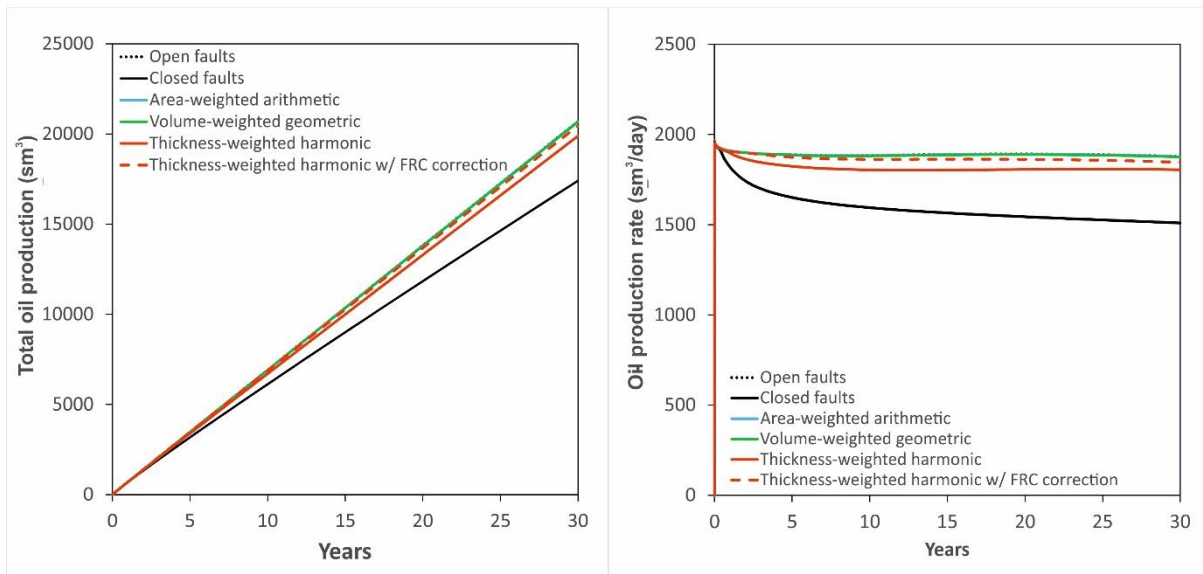 25000
20000
15000
10000
5000
0
Total oil production (sm³)
Open faults
Closed faults
Area-weighted arithmetic
Volume-weighted geometric
Thickness-weighted harmonic
Thickness-weighted harmonic w/ FRC correction
0 5 10 15 20 25 30
Years
2500
2000
1500
1000
500
0
Oil production rate (sm³/day)
Open faults
Closed faults
Area-weighted arithmetic
Volume-weighted geometric
Thickness-weighted harmonic
Thickness-weighted harmonic w/ FRC correction
0 5 10 15 20 25 30
Years